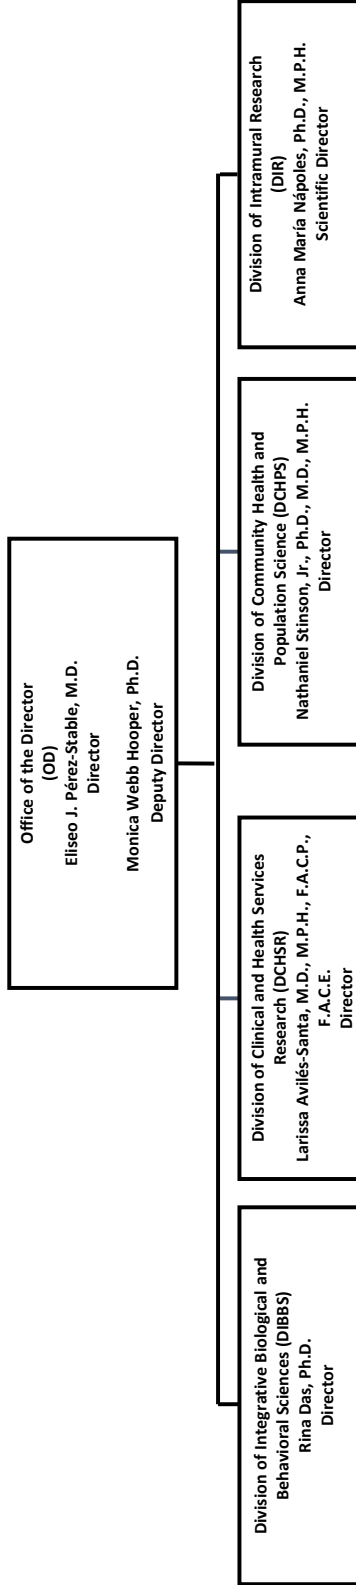 Office of the Director
(OD)
Eliseo J. Pérez-Stable, M.D.
Director
Monica Webb Hooper, Ph.D.
Deputy Director
Division of Integrative Biological and
Behavioral Sciences (DIBBS)
Rina Das, Ph.D.
Director
Division of Clinical and Health Services
Research (DCHSR)
Larissa Avilés-Santa, M.D., M.P.H., F.A.C.P.,
F.A.C.E.
Director
Division of Community Health and
Population Science (DCHPS)
Nathaniel Stinson, Jr., Ph.D., M.D., M.P.H.
Director
Division of Intramural Research
(DIR)
Anna María Nápoles, Ph.D., M.P.H.
Scientific Director